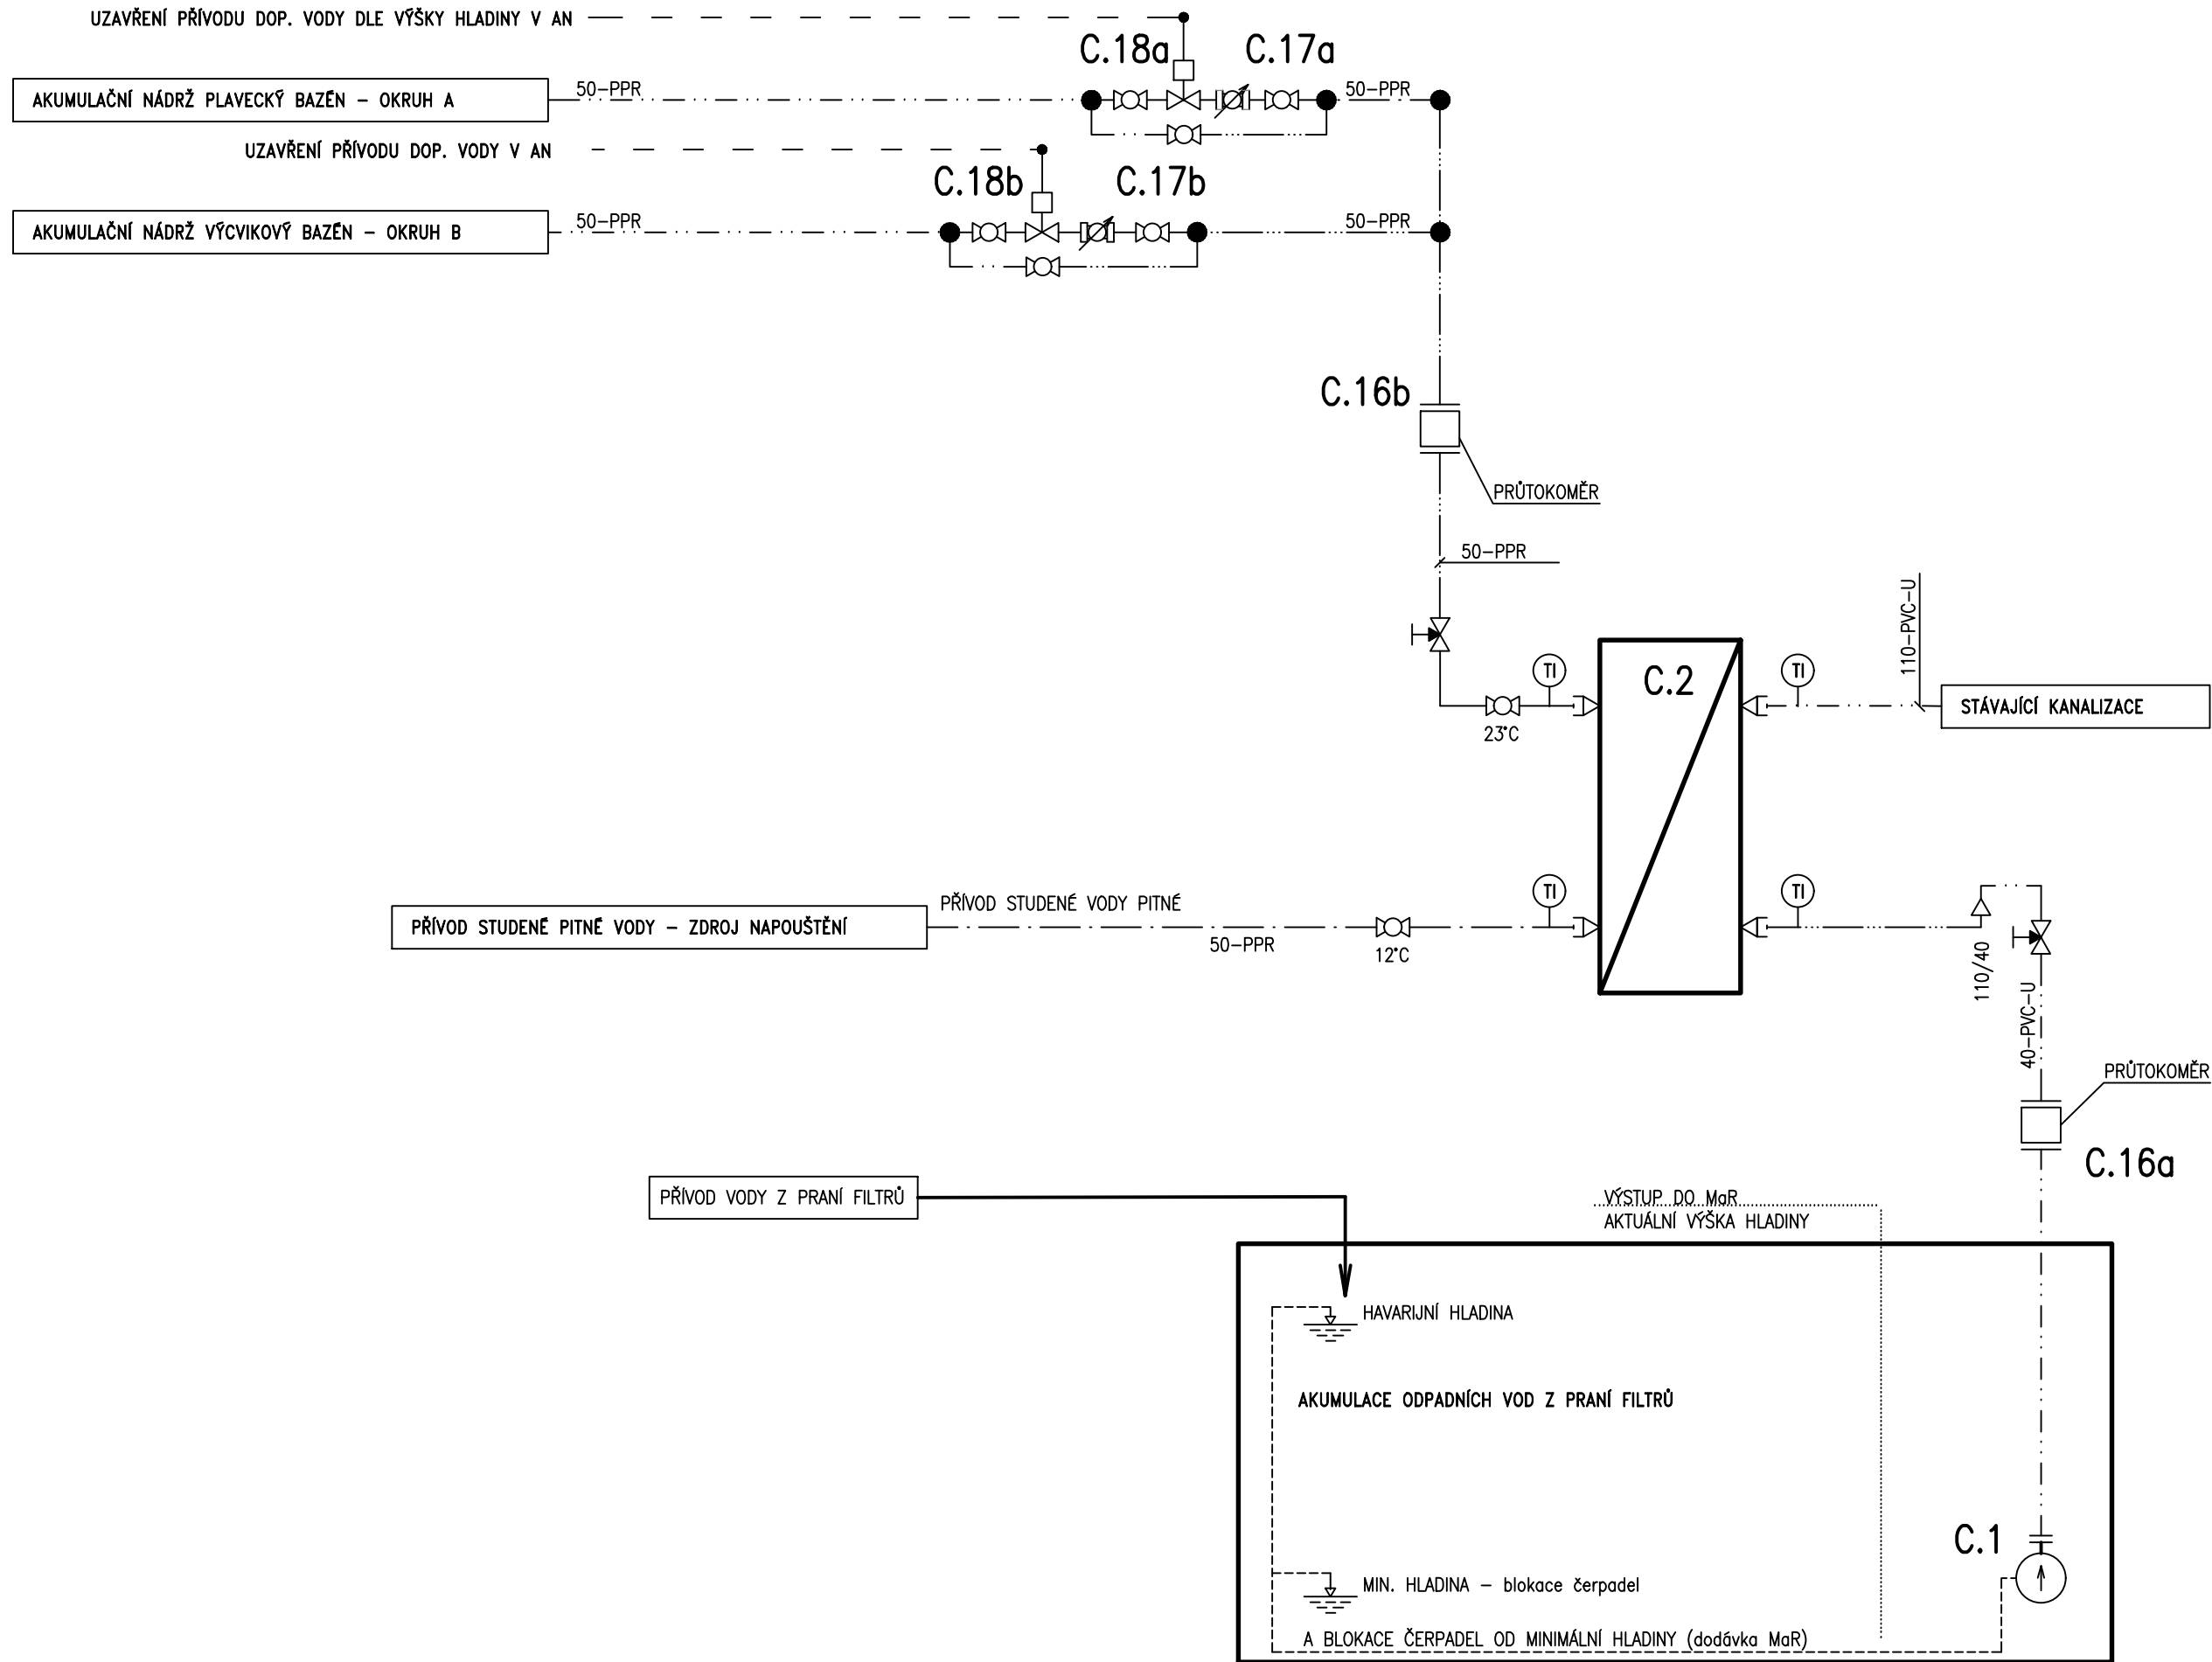 UZAVŘENÍ PŘÍVODU DOP. VODY DLE VÝŠKY HLADINY V AN
C.18a
C.17a
AKUMULAČNÍ NÁDRŽ PLAVECKÝ BAZÉN – OKRUH A
50–PPR
50–PPR
UZAVŘENÍ PŘÍVODU DOP. VODY V AN
C.18b
C.17b
AKUMULAČNÍ NÁDRŽ VÝCVIKOVÝ BAZÉN – OKRUH B
50–PPR
50–PPR
C.16b
PRŮTOKOMĚR
50–PPR
110–PVC–U
TI
C.2
TI
STÁVAJÍCÍ KANALIZACE
23°C
TI
TI
PŘÍVOD STUDENÉ VODY PITNÉ
PŘÍVOD STUDENÉ PITNÉ VODY – ZDROJ NAPOUŠTĚNÍ
50–PPR
12°C
110/40
40–PVC–U
PRŮTOKOMĚR
C.16a
PŘÍVOD VODY Z PRANÍ FILTRŮ
VÝSTUP DO MaR
AKTUÁLNÍ VÝŠKA HLADINY
HAVARIJNÍ HLADINA
AKUMULACE ODPADNÍCH VOD Z PRANÍ FILTRŮ
C.1
MIN. HLADINA – blokace čerpadel
A BLOKACE ČERPADEL OD MINIMÁLNÍ HLADINY (dodávka MaR)